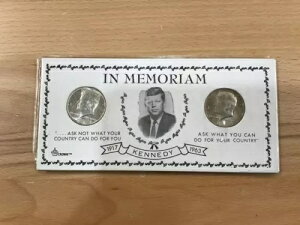 IN MEMORIAM
"... ASK NOT WHAT YOUR
COUNTRY CAN DO FOR YOU
ASK WHAT YOU CAN
DO FOR YOUR COUNTRY"
1917
KENNEDY
1963